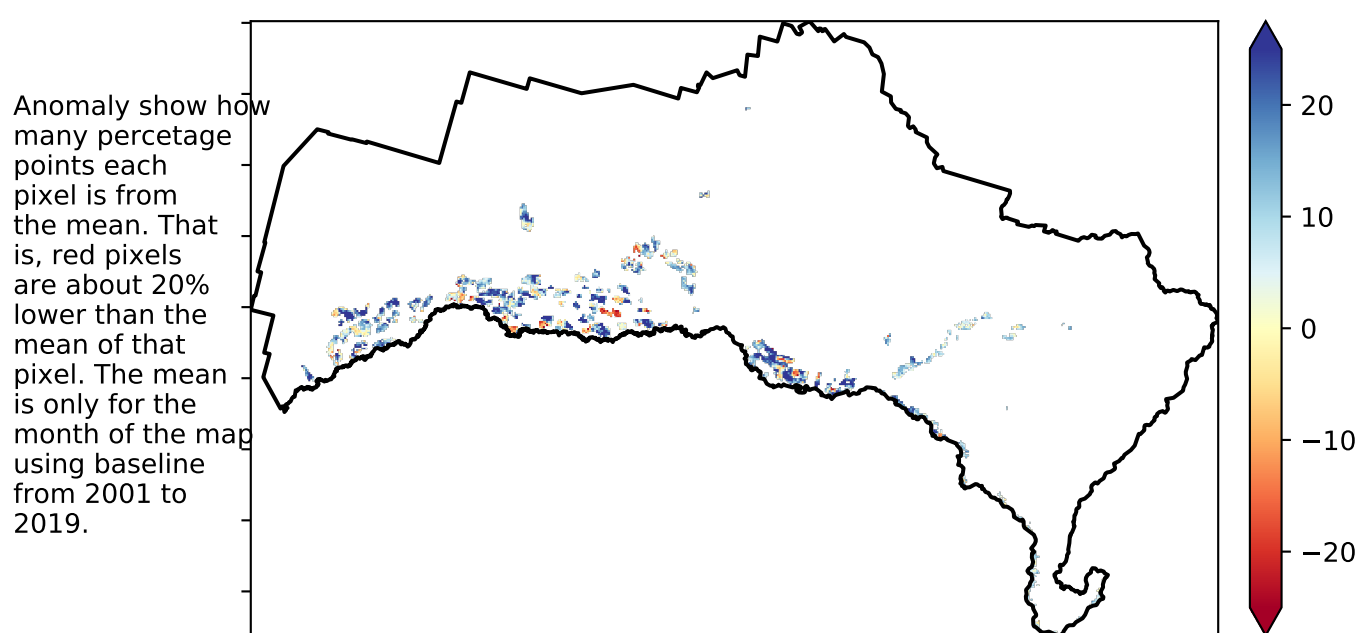 Anomaly show how
many percetage
points each
pixel is from
the mean. That
is, red pixels
are about 20%
lower than the
mean of that
pixel. The mean
is only for the
month of the map
using baseline
from 2001 to
2019.
20
10
0
−10
−20